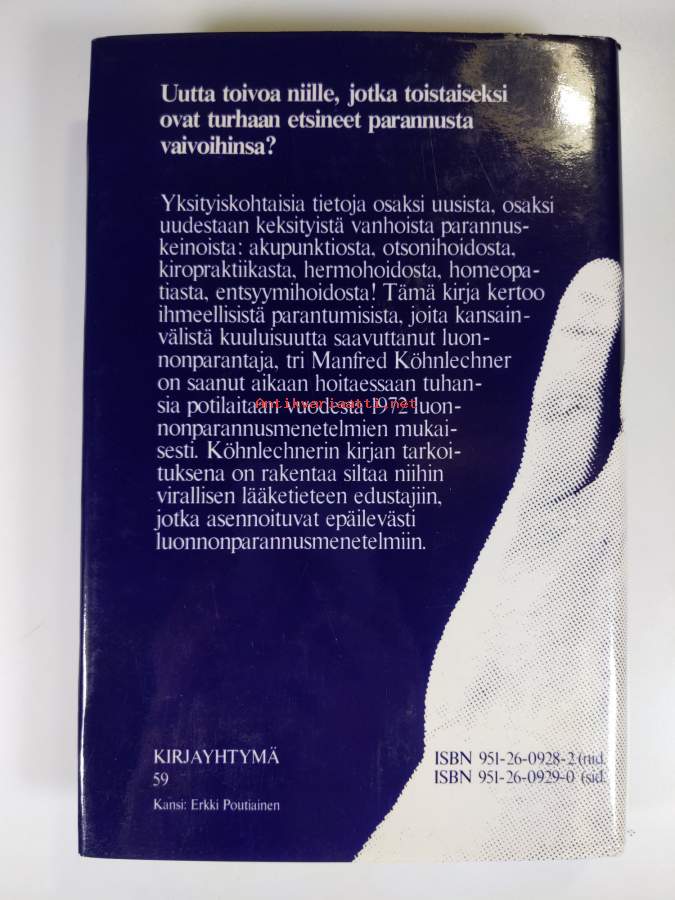 Uutta toivoa niille, jotka toistaiseksi
ovat turhaan etsineet parannusta
vaivoihinsa?
Yksityiskohtaisia tietoja osaksi uusista, osaksi
uudestaan keksityistä vanhoista parannus-
keinoista: akupunktiosta, otsonihoidosta,
kiropraktiikasta, hermohoidosta, homeopa-
tiasta, entsyymihoidosta! Tämä kirja kertoo
ihmeellisistä parantumisista, joita kansain-
välistä kuuluisuutta saavuttanut luon-
nonparantaja, tri Manfred Köhnlechner
on saanut aikaan hoitaessaan tuhan-
sia potilaitaan vuodesta 1972 luon-
Antikvariaatti.net
nonparannusmenetelmien mukai-
sesti. Köhnlechnerin kirjan tarkoi-
tuksena on rakentaa siltaa niihin
virallisen lääketieteen edustajiin,
jotka asennoituvat epäilevästi
luonnonparannusmenetelmiin.
KIRJAYHTYMÄ
59
Kansi: Erkki Poutiainen
ISBN 951-26-0928-2 (nid.
ISBN 951-26-0929-0 (sid.